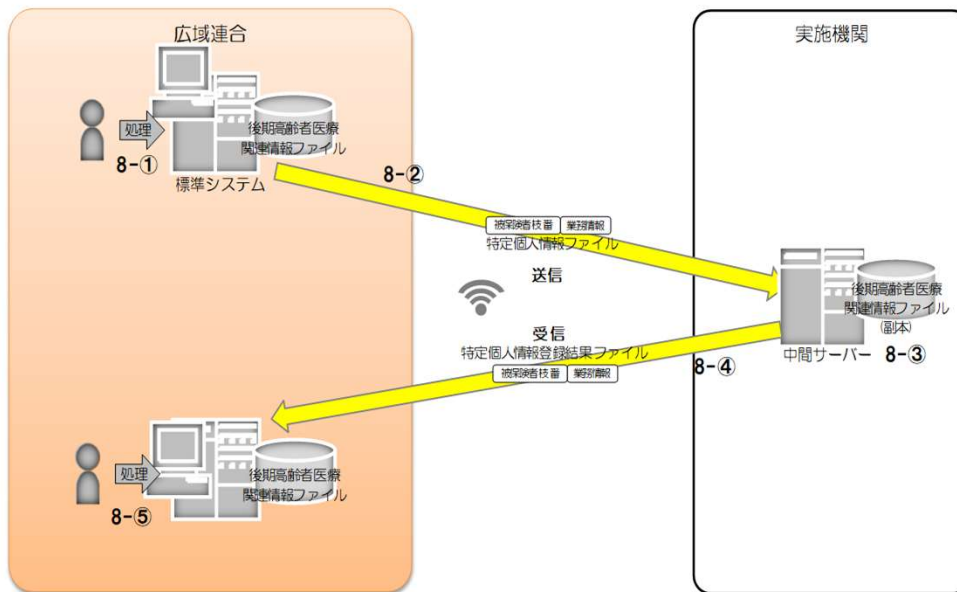 広域連合
実施機関
処理
8-①
後期高齢者医療
関連情報ファイル
標準システム
8-②
被保険者枝番
業務情報
特定個人情報ファイル
送信
後期高齢者医療
関連情報ファイル
(副本)
中間サーバー
8-③
受信
特定個人情報登録結果ファイル
被保険者枝番
業務情報
8-④
処理
8-⑤
後期高齢者医療
関連情報ファイル